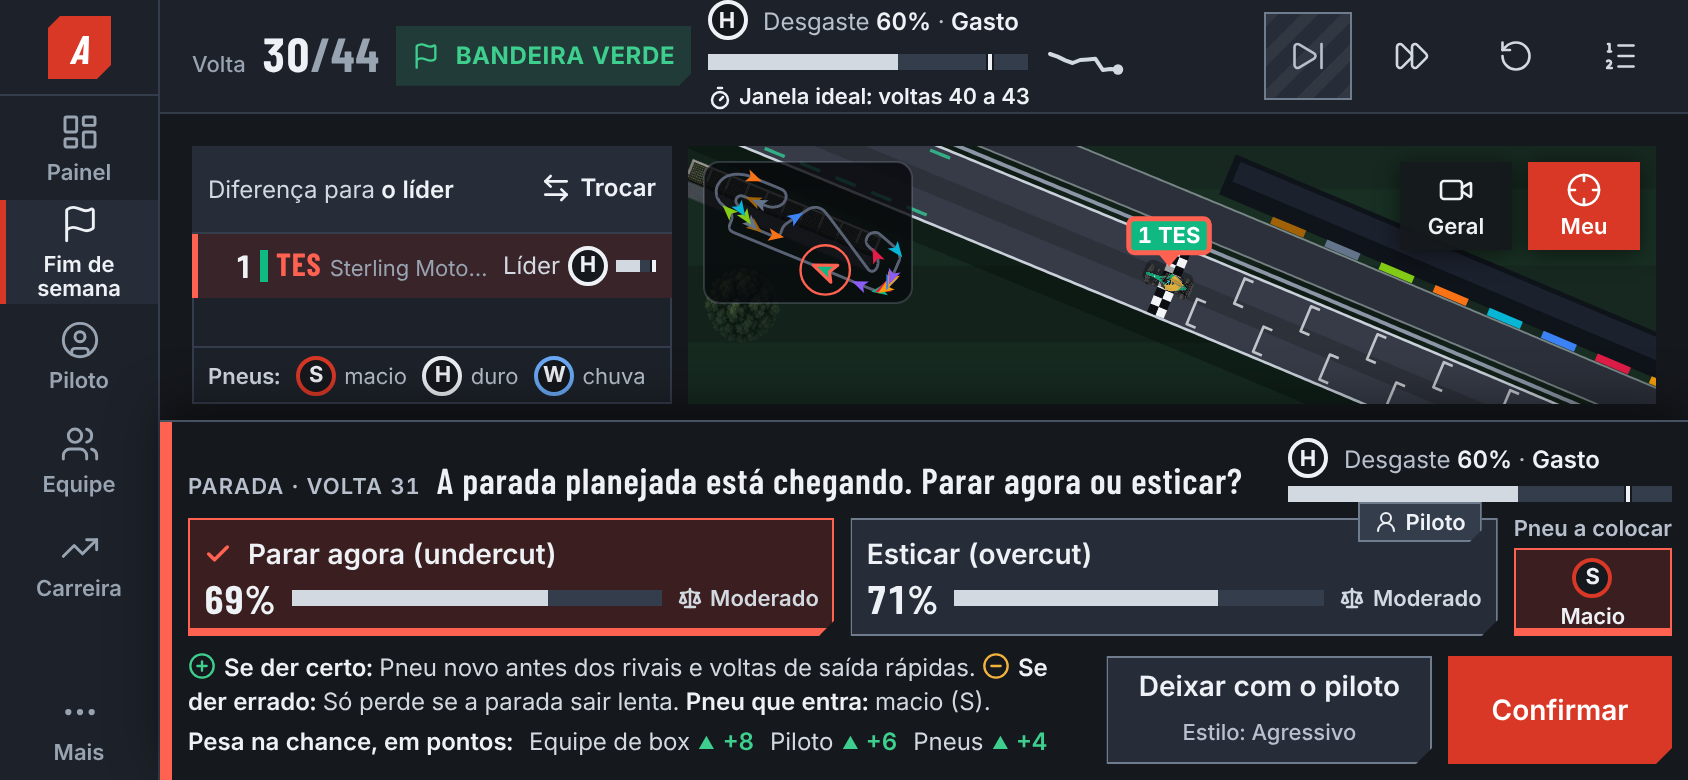 A
Painel
Fim de
semana
Piloto
Equipe
Carreira
Mais
Volta 30/44
BANDEIRA VERDE
H Desgaste 60% · Gasto
Janela ideal: voltas 40 a 43
Diferença para o líder
Trocar
1 TES Sterling Moto... Líder H
Pneus: S macio H duro W chuva
1 TES
Geral
Meu
PARADA · VOLTA 31 A parada planejada está chegando. Parar agora ou esticar?
H Desgaste 60% · Gasto
Parar agora (undercut)
69% Moderado
Piloto
Esticar (overcut)
71% Moderado
Pneu a colocar
S
Macio
Se der certo: Pneu novo antes dos rivais e voltas de saída rápidas. Se
der errado: Só perde se a parada sair lenta. Pneu que entra: macio (S).
Pesa na chance, em pontos: Equipe de box ▲ +8 Piloto ▲ +6 Pneus ▲ +4
Deixar com o piloto
Estilo: Agressivo
Confirmar